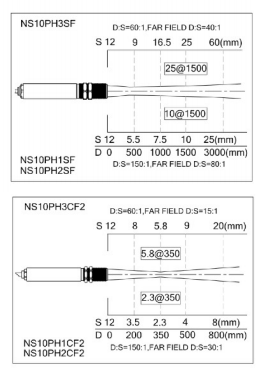 NS10PH3SF
D:S=60:1,FAR FIELD D:S=40:1
S 12 9 16.5 25 60(mm)
25@1500
10@1500
S 12 5.5 7.5 10 25(mm)
D 0 500 1000 1500 3000(mm)
D:S=150:1,FAR FIELD D:S=80:1
NS10PH1SF
NS10PH2SF
NS10PH3CF2
D:S=60:1,FAR FIELD D:S=15:1
S 12 8 5.8 9 20(mm)
5.8@350
2.3@350
S 12 3.5 2.3 4 8(mm)
D 0 200 350 500 800(mm)
D:S=150:1,FAR FIELD D:S=30:1
NS10PH1CF2
NS10PH2CF2